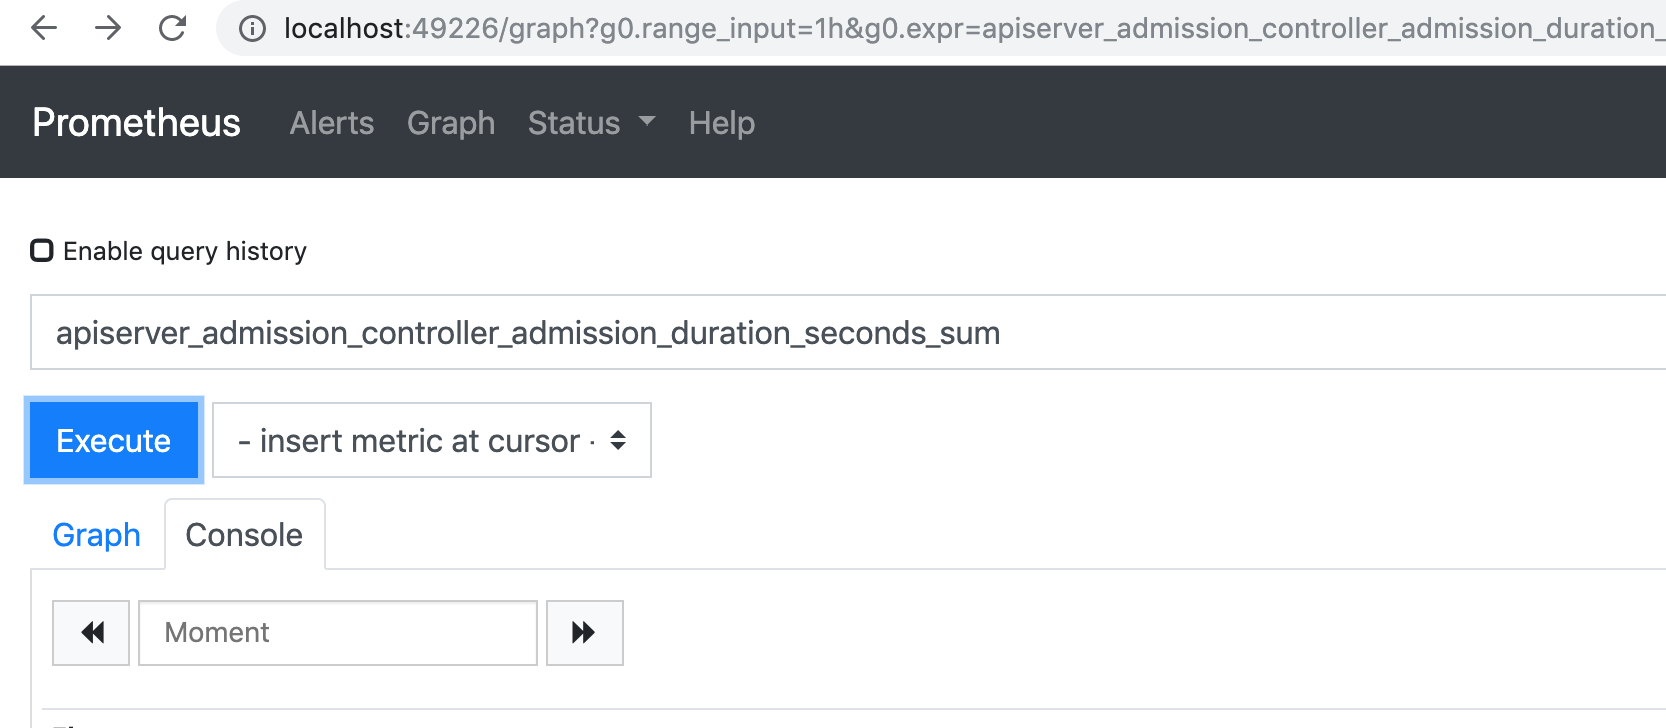 localhost:49226/graph?g0.range_input=1h&g0.expr=apiserver_admission_controller_admission_duration_
Prometheus Alerts Graph Status Help
Enable query history
apiserver_admission_controller_admission_duration_seconds_sum
Execute - insert metric at cursor -
Graph Console
Moment